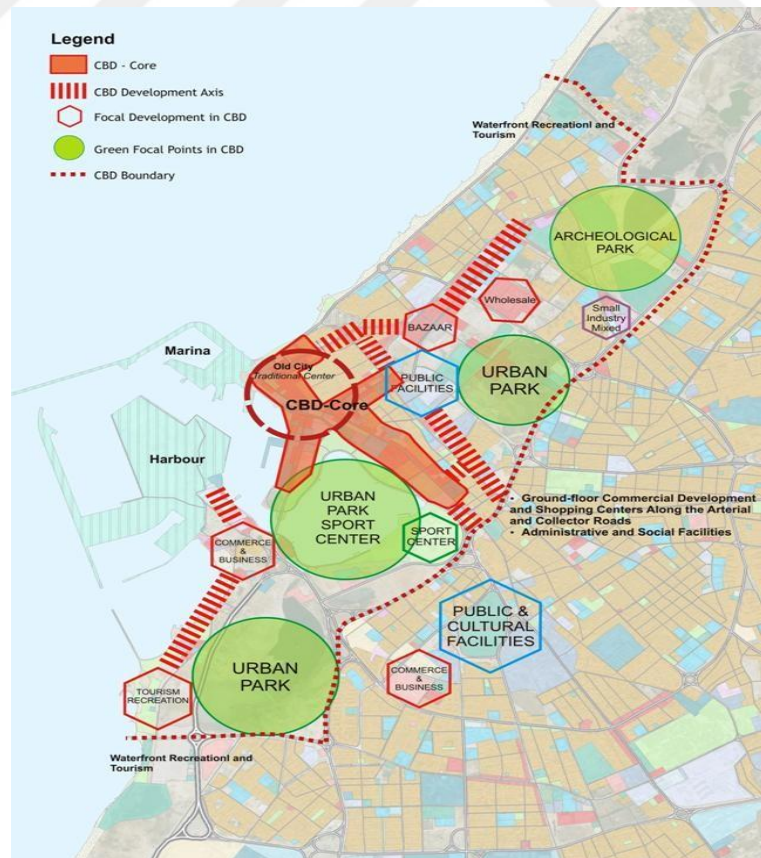 Legend
CBD - Core
CBD Development Axis
Focal Development in CBD
Green Focal Points in CBD
CBD Boundary
Waterfront Recreationl and
Tourism
ARCHEOLOGICAL
PARK
Wholesale
Small
Industry
Mixed
BAZAAR
Marina
Old City
Traditional Center
PUBLIC
FACILITIES
URBAN
PARK
CBD-Core
Harbour
URBAN
PARK
SPORT
CENTER
SPORT
CENTER
• Ground-floor Commercial Development
and Shopping Centers Along the Arterial
and Collector Roads
• Administrative and Social Facilities
COMMERCE
&
BUSINESS
PUBLIC &
CULTURAL
FACILITIES
URBAN
PARK
COMMERCE
&
BUSINESS
TOURISM
RECREATION
Waterfront Recreationl and
Tourism